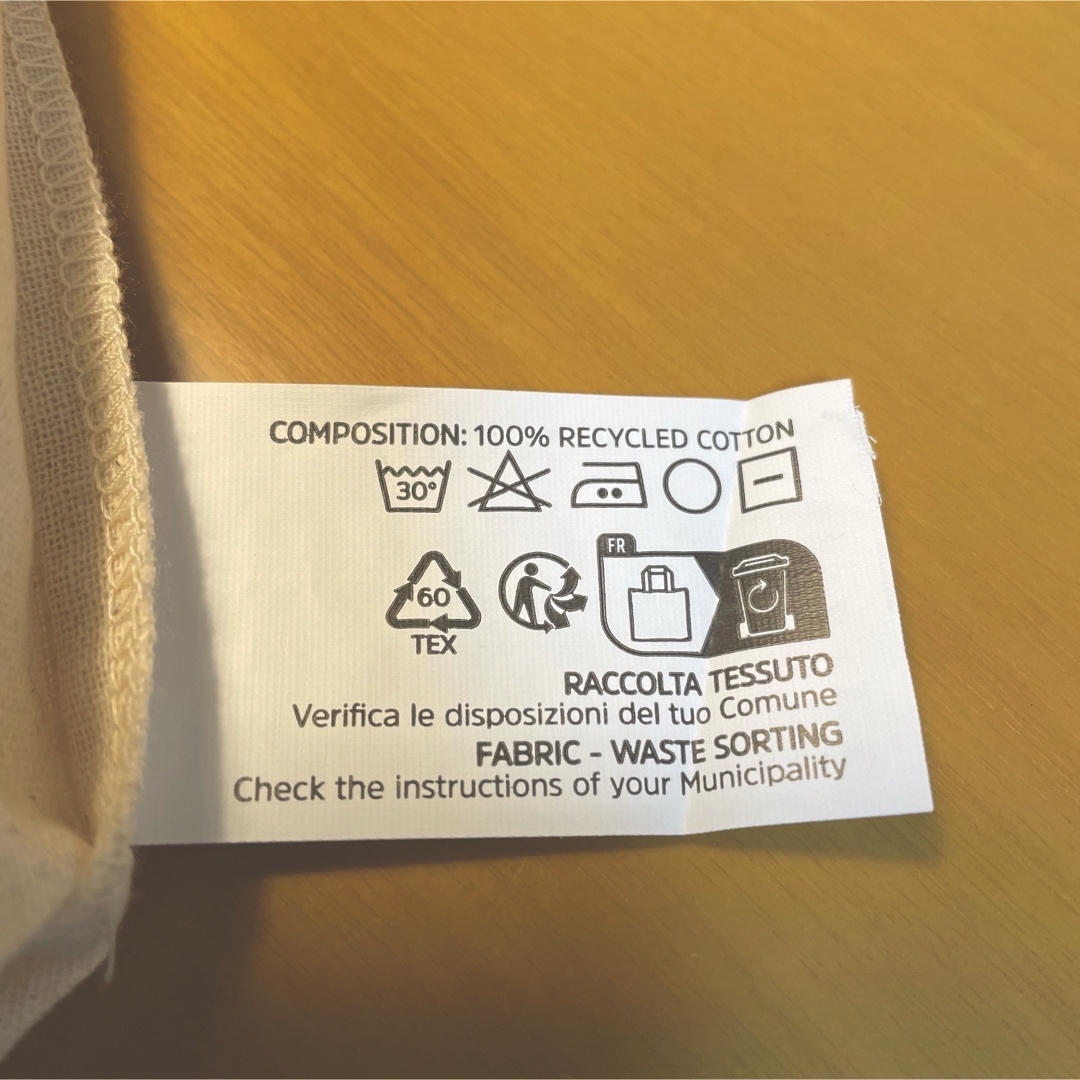 COMPOSITION: 100% RECYCLED COTTON
30°
FR
60
TEX
RACCOLTA TESSUTO
Verifica le disposizioni del tuo Comune
FABRIC - WASTE SORTING
Check the instructions of your Municipality